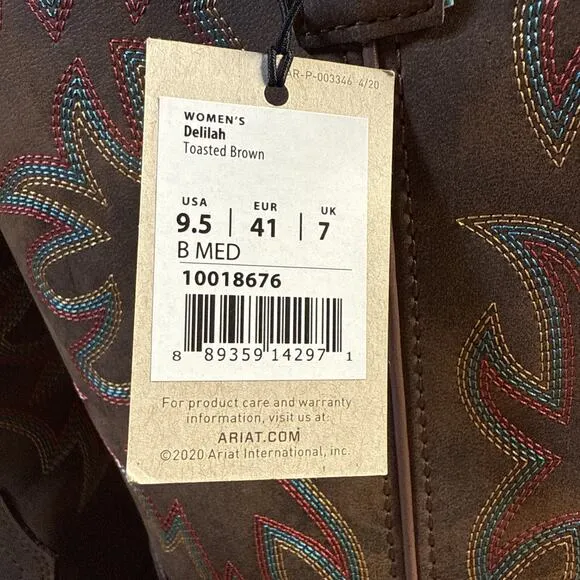 AR-P-003346 4/20
WOMEN'S
Delilah
Toasted Brown
USA EUR UK
9.5 | 41 | 7
B MED
10018676
8 89359 14297 1
For product care and warranty
information, visit us at:
ARIAT.COM
©2020 Ariat International, inc.